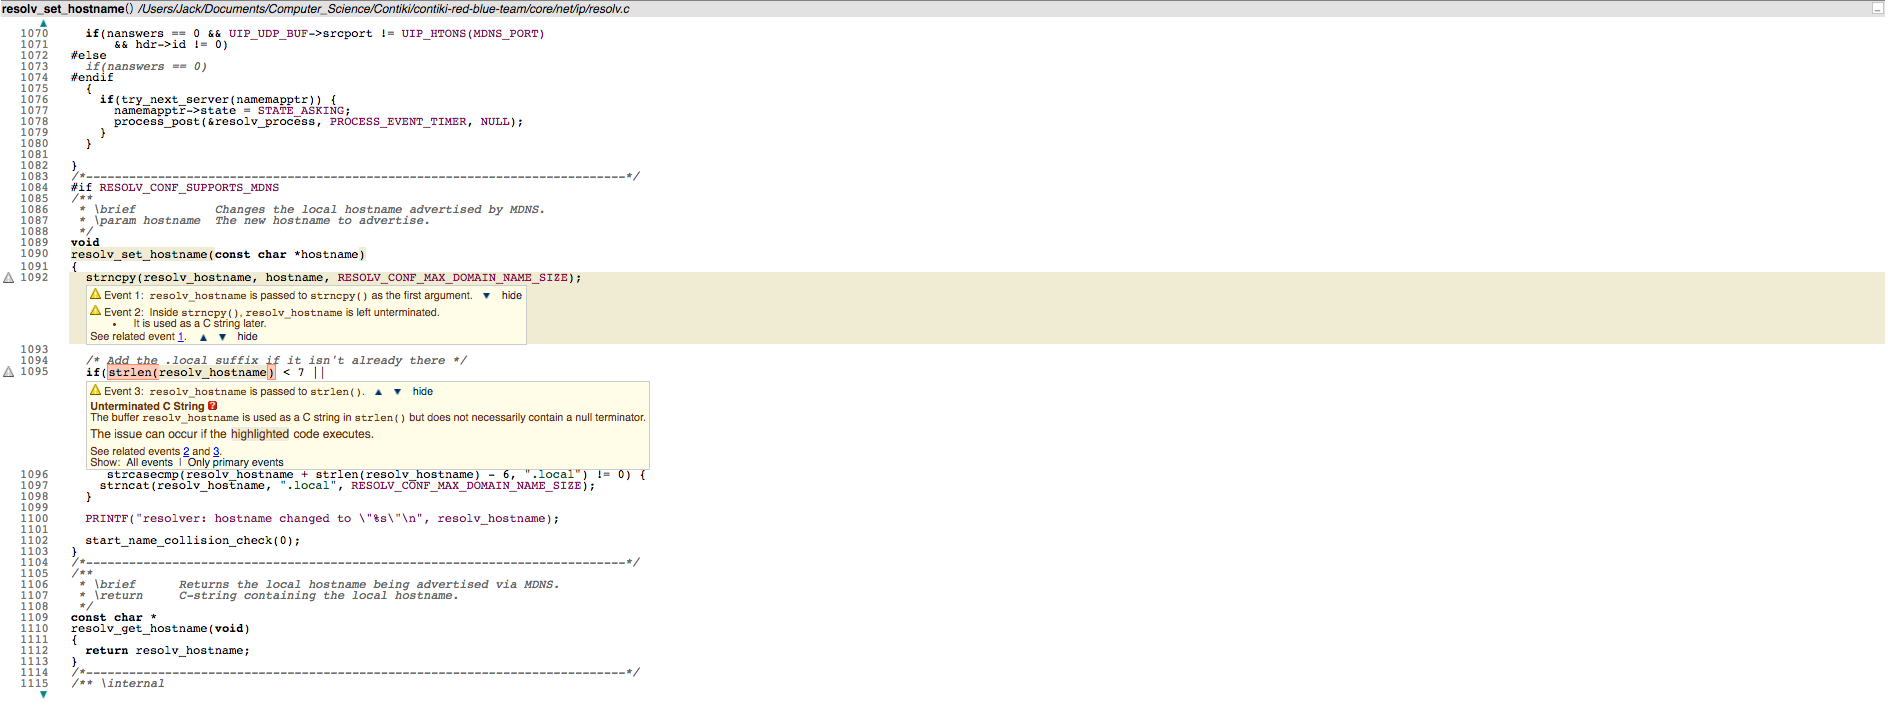 resolv_set_hostname() /Users/Jack/Documents/Computer_Science/Contiki/contiki-red-blue-team/core/net/ip/resolv.c
1070 if(nanswers == 0 && UIP_UDP_BUF->srcport != UIP_HTONS(MDNS_PORT)
1071 && hdr->id != 0)
1072 #else
1073 if(nanswers == 0)
1074 #endif
1075 {
1076 if(try_next_server(namemapptr)) {
1077 namemapptr->state = STATE_ASKING;
1078 process_post(&resolv_process, PROCESS_EVENT_TIMER, NULL);
1079 }
1080 }
1081
1082 }
1083 /*---------------------------------------------------------------------------*/
1084 #if RESOLV_CONF_SUPPORTS_MDNS
1085 /**
1086 * \brief Changes the local hostname advertised by MDNS.
1087 * \param hostname The new hostname to advertise.
1088 */
1089 void
1090 resolv_set_hostname(const char *hostname)
1091 {
1092 strncpy(resolv_hostname, hostname, RESOLV_CONF_MAX_DOMAIN_NAME_SIZE);
Event 1: resolv_hostname is passed to strncpy() as the first argument. ▼ hide
Event 2: Inside strncpy(), resolv_hostname is left unterminated.
• It is used as a C string later.
See related event 1. ▲ ▼ hide
1093
1094 /* Add the .local suffix if it isn't already there */
1095 if(strlen(resolv_hostname) < 7 ||
Event 3: resolv_hostname is passed to strlen(). ▲ ▼ hide
Unterminated C String ?
The buffer resolv_hostname is used as a C string in strlen() but does not necessarily contain a null terminator.
The issue can occur if the highlighted code executes.
See related events 2 and 3.
Show: All events | Only primary events
1096 strcasecmp(resolv_hostname + strlen(resolv_hostname) - 6, ".local") != 0) {
1097 strncat(resolv_hostname, ".local", RESOLV_CONF_MAX_DOMAIN_NAME_SIZE);
1098 }
1099
1100 PRINTF("resolver: hostname changed to \"%s\"\n", resolv_hostname);
1101
1102 start_name_collision_check(0);
1103 }
1104 /*---------------------------------------------------------------------------*/
1105 /**
1106 * \brief Returns the local hostname being advertised via MDNS.
1107 * \return C-string containing the local hostname.
1108 */
1109 const char *
1110 resolv_get_hostname(void)
1111 {
1112 return resolv_hostname;
1113 }
1114 /*---------------------------------------------------------------------------*/
1115 /** \internal